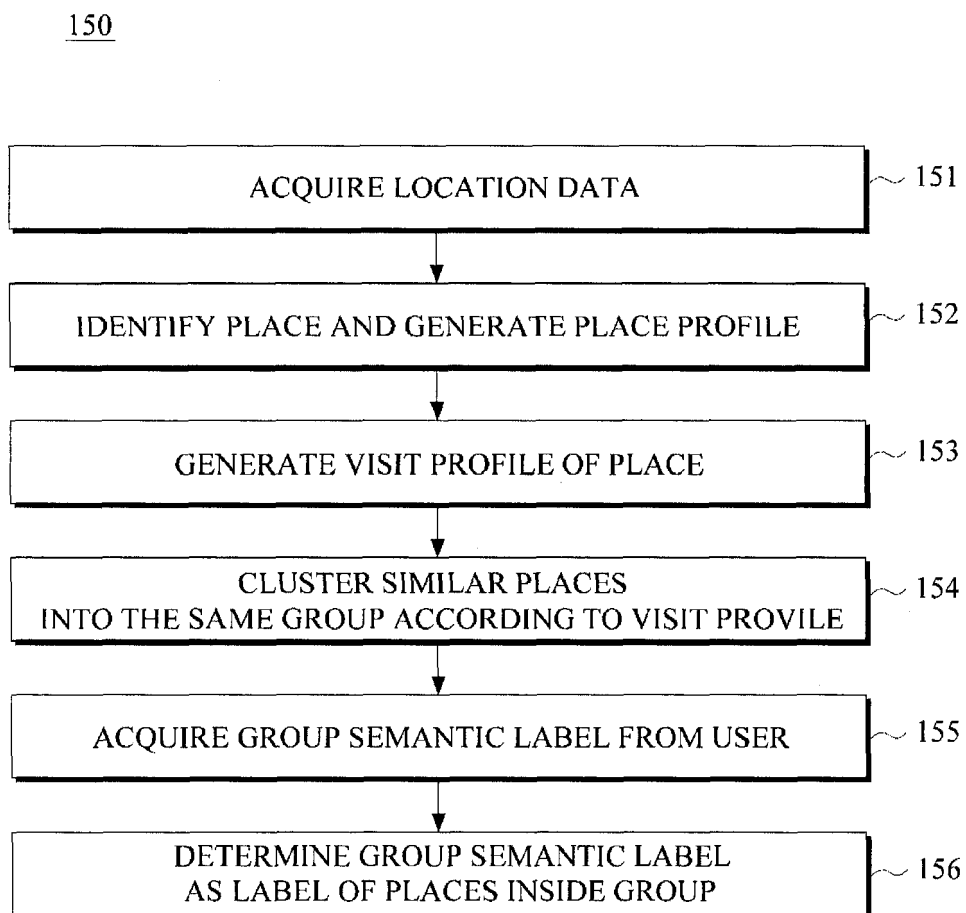 150
ACQUIRE LOCATION DATA
151
IDENTIFY PLACE AND GENERATE PLACE PROFILE
152
GENERATE VISIT PROFILE OF PLACE
153
CLUSTER SIMILAR PLACES
INTO THE SAME GROUP ACCORDING TO VISIT PROVILE
154
ACQUIRE GROUP SEMANTIC LABEL FROM USER
155
DETERMINE GROUP SEMANTIC LABEL
AS LABEL OF PLACES INSIDE GROUP
156